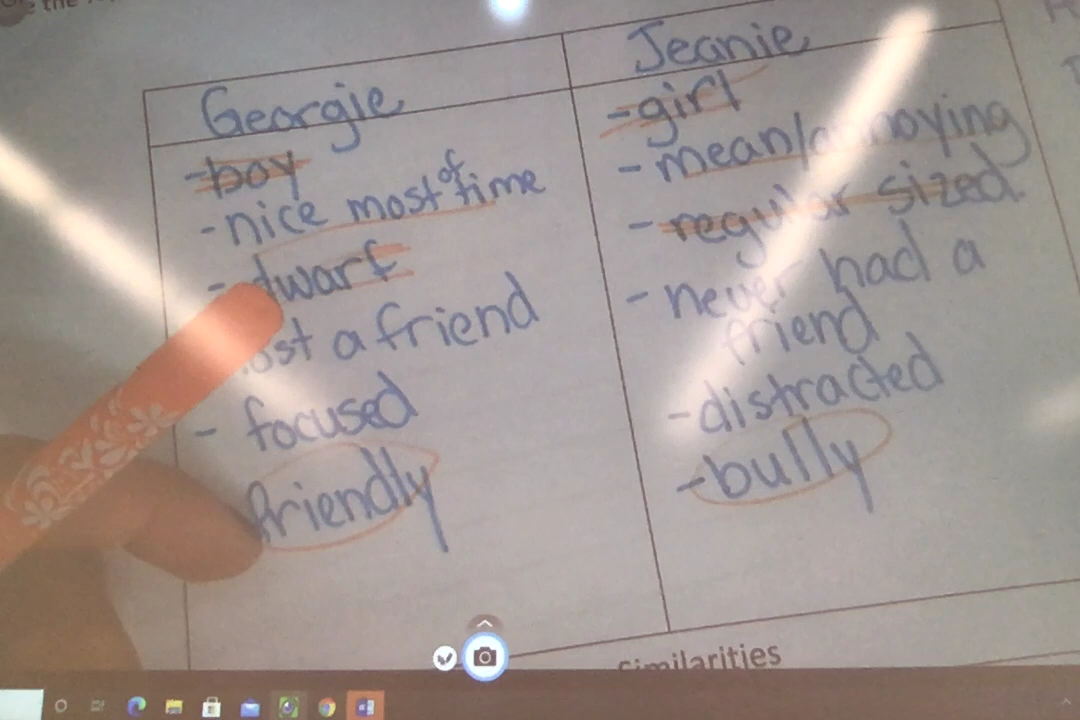 Georgie
-boy
-nice most of time
-dwarf
ost a friend
- focused
friendly
Jeanie
-girl
-mean/annoying
-regular sized
-never had a
friend
-distracted
-bully
Similarities